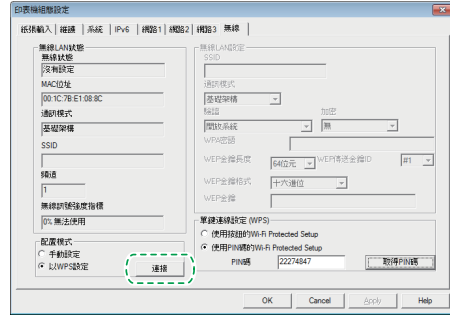 印表機組態設定
紙張輸入 維護 系統 IPv6 網路1 網路2 網路3 無線
無線LAN狀態
無線狀態
沒有設定
MAC位址
00:1C:7B:E1:08:8C
通訊模式
基礎架構
SSID
頻道
1
無線訊號強度指標
0% 無法使用
配置模式
手動設定
以WPS設定
連接
無線LAN設定
SSID
通訊模式
基礎架構
驗證
加密
開放系統
無
WPA密語
WEP金鑰長度
64位元
WEP傳送金鑰ID
#1
WEP金鑰格式
十六進位
WEP金鑰
單鍵連線設定 (WPS)
使用按鈕的Wi-Fi Protected Setup
使用PIN碼的Wi-Fi Protected Setup
PIN碼
22274847
取得PIN碼
OK Cancel Apply Help